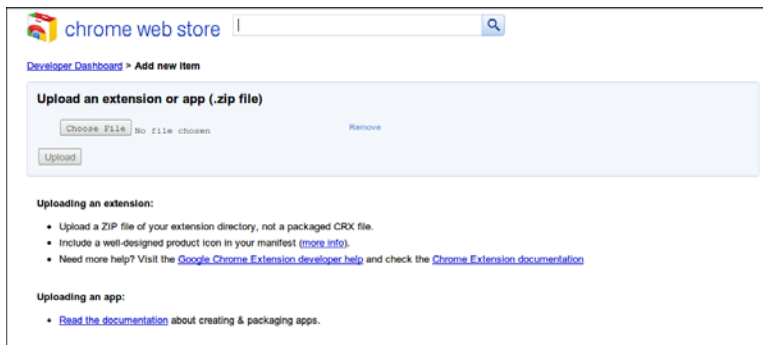 chrome web store
Developer Dashboard > Add new item
Upload an extension or app (.zip file)
Choose File No file chosen Remove
Upload
Uploading an extension:
• Upload a ZIP file of your extension directory, not a packaged CRX file.
• Include a well-designed product icon in your manifest (more info).
• Need more help? Visit the Google Chrome Extension developer help and check the Chrome Extension documentation
Uploading an app:
• Read the documentation about creating & packaging apps.